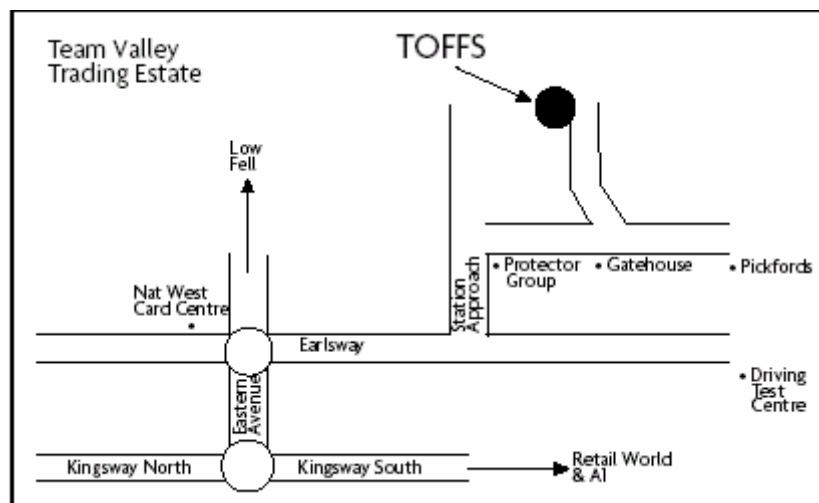 Team Valley
Trading Estate
TOFFS
Low
Fell
Nat West
Card Centre
Station
Approach
Protector
Group
Gatehouse
Pickfords
Earlsway
Eastern
Avenue
Driving
Test
Centre
Kingsway North
Kingsway South
Retail World
& A1